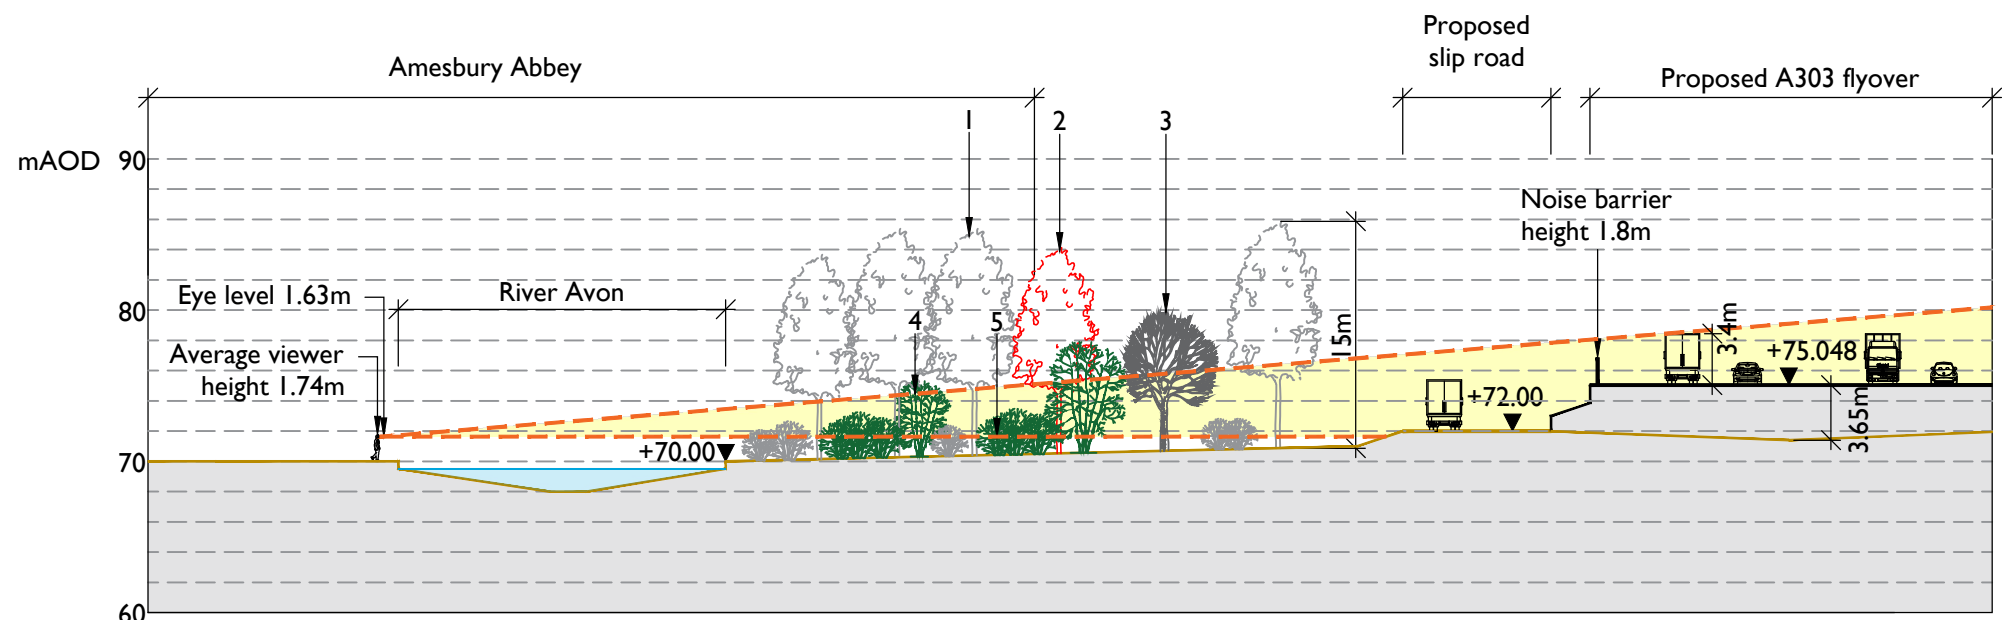 Proposed
slip road
Amesbury Abbey
Proposed A303 flyover
1
2
3
mAOD 90
Noise barrier
height 1.8m
Eye level 1.63m
River Avon
80
4
5
15m
3.4m
Average viewer
height 1.74m
+75.048
+72.00
3.65m
+70.00
70
60